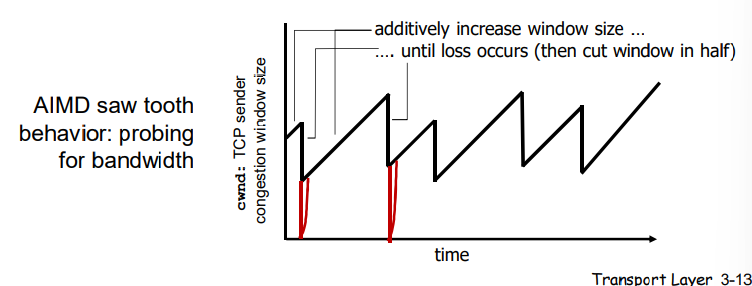 additively increase window size ...
.... until loss occurs (then cut window in half)
AIMD saw tooth
behavior: probing
for bandwidth
cwnd: TCP sender
congestion window size
time
Transport Layer 3-13